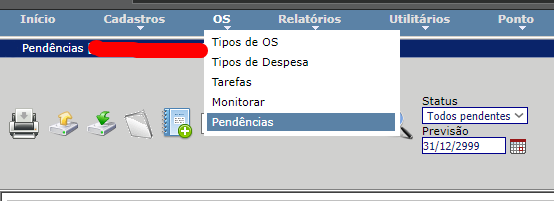 Início Cadastros OS Relatórios Utilitários Ponto
Pendências
Tipos de OS
Tipos de Despesa
Tarefas
Monitorar
Pendências
Status
Todos pendentes
Previsão
31/12/2999